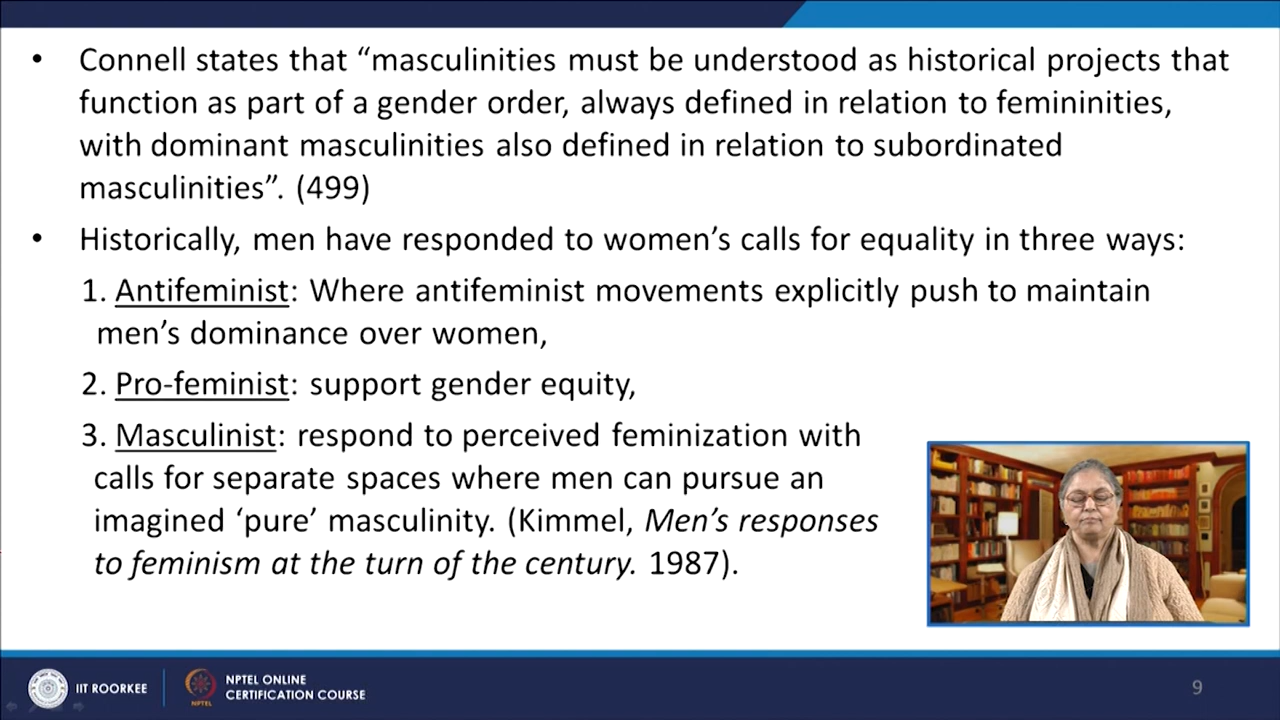 • Connell states that “masculinities must be understood as historical projects that
function as part of a gender order, always defined in relation to femininities,
with dominant masculinities also defined in relation to subordinated
masculinities”. (499)
• Historically, men have responded to women’s calls for equality in three ways:
1. Antifeminist: Where antifeminist movements explicitly push to maintain
men’s dominance over women,
2. Pro-feminist: support gender equity,
3. Masculinist: respond to perceived feminization with
calls for separate spaces where men can pursue an
imagined ‘pure’ masculinity. (Kimmel, Men’s responses
to feminism at the turn of the century. 1987).
IIT ROORKEE
NPTEL
NPTEL ONLINE
CERTIFICATION COURSE
9